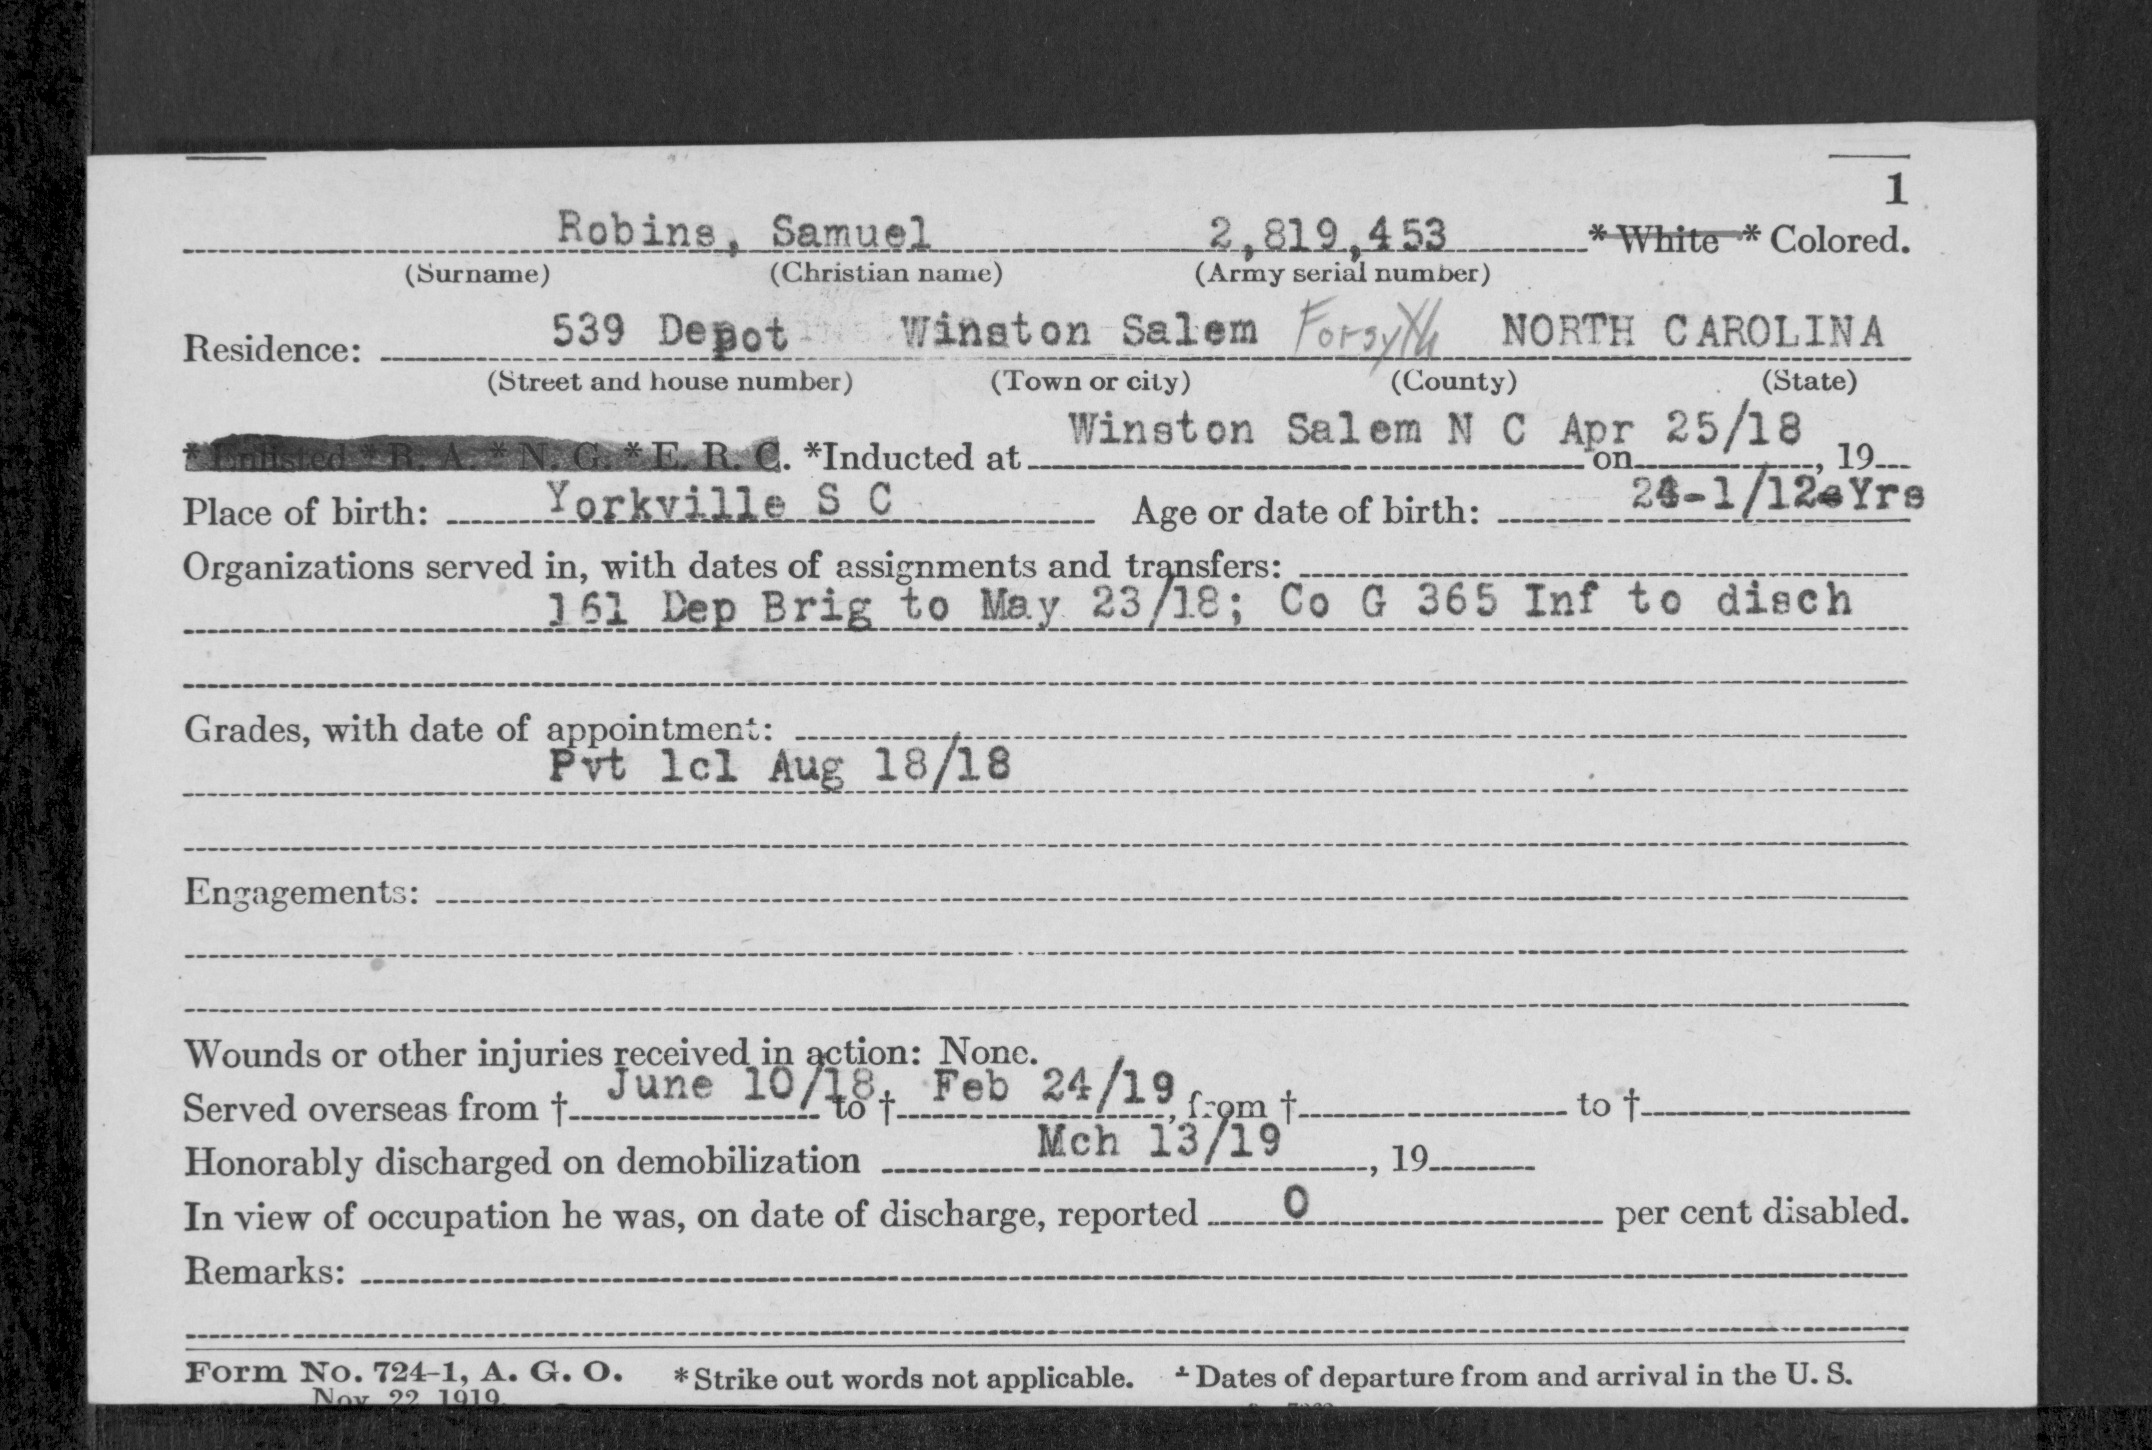 1
Robins, Samuel 2,819,453 * White * Colored.
(Surname) (Christian name) (Army serial number)
Residence: 539 Depot Winston Salem Forsyth NORTH CAROLINA
(Street and house number) (Town or city) (County) (State)
* Enlisted * R. A. * N. G. * E. R. C. *Inducted at Winston Salem N C on Apr 25/18, 19
Place of birth: Yorkville S C Age or date of birth: Yrs
Organizations served in, with dates of assignments and transfers:
161 Dep Brig to May 23/18; Co G 365 Inf to disch
Grades, with date of appointment:
Pvt 1cl Aug 18/18
Engagements:
Wounds or other injuries received in action: None.
Served overseas from † June 10/18 to † Feb 24/19, from † to †
Honorably discharged on demobilization Mch 13/19, 19
In view of occupation he was, on date of discharge, reported 0 per cent disabled.
Remarks:
Form No. 724-1, A. G. O. * Strike out words not applicable. † Dates of departure from and arrival in the U. S.
Nov. 22, 1919.